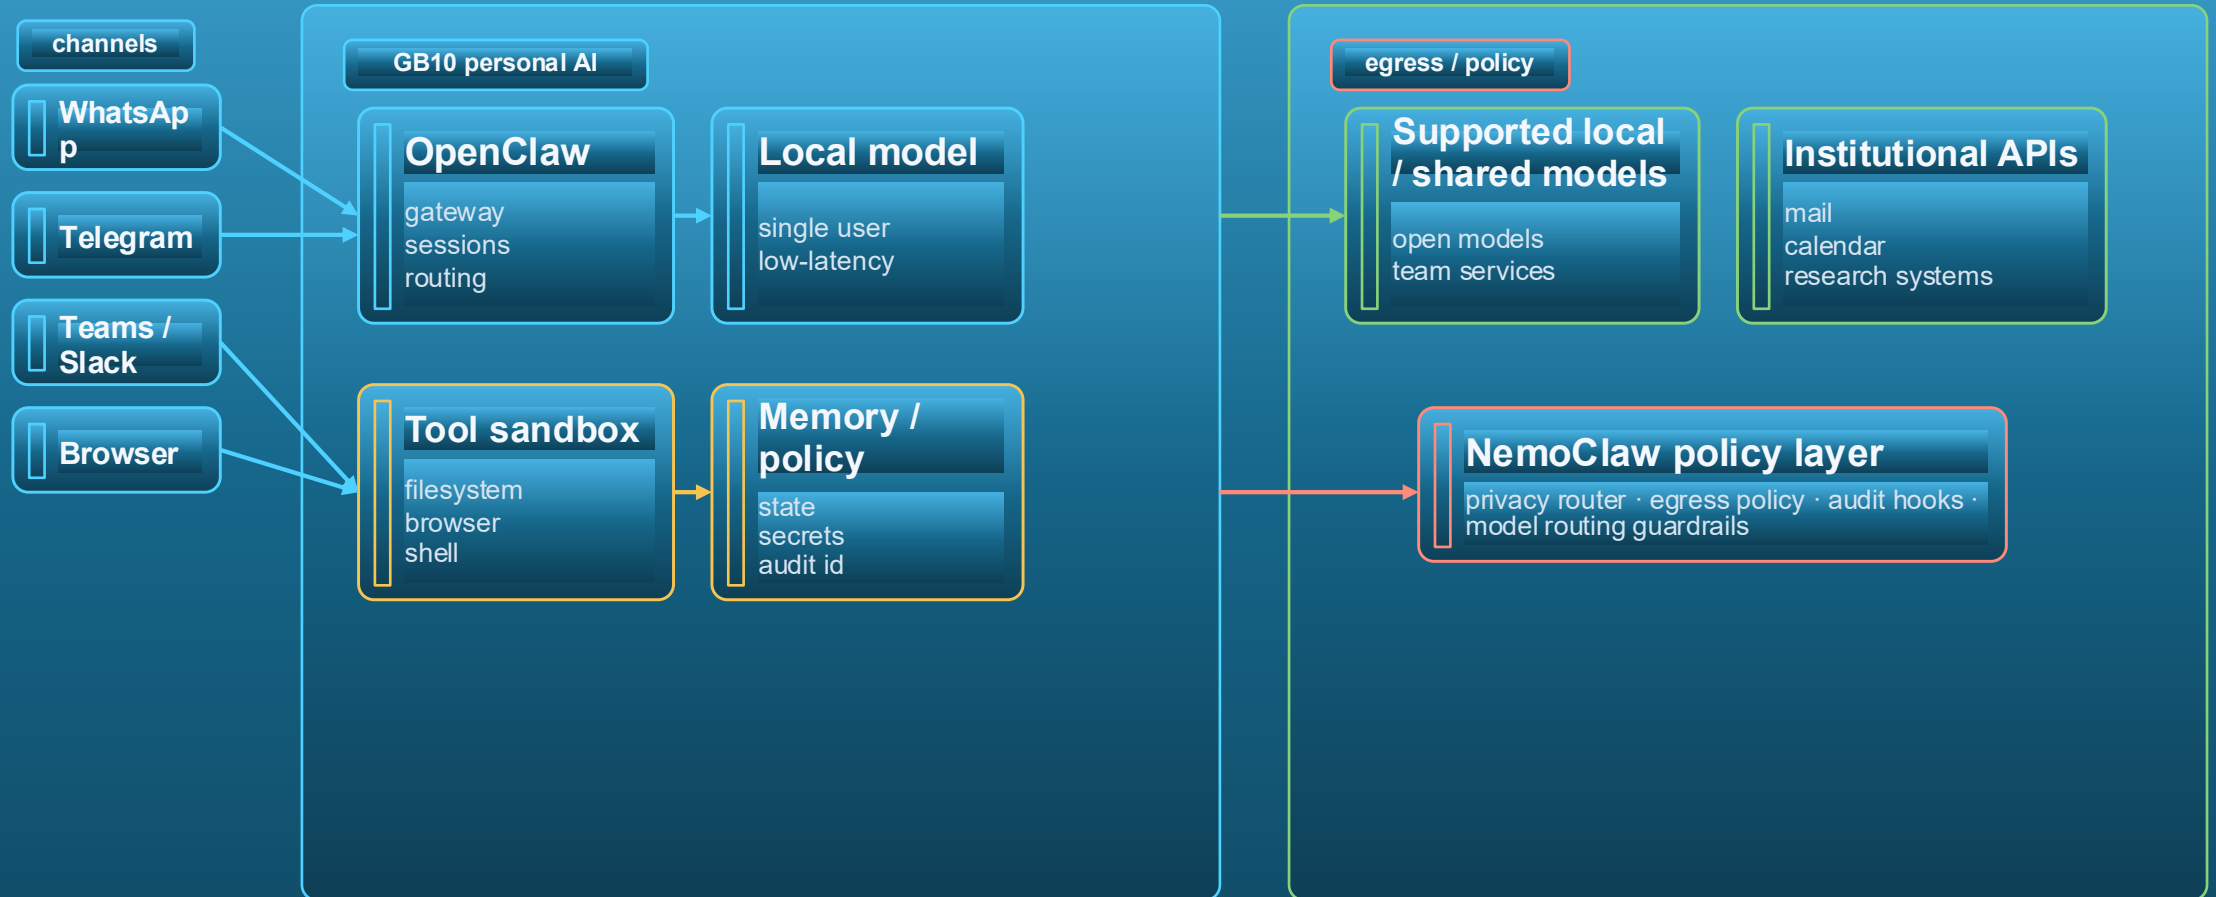 channels
WhatsAp
p
Telegram
Teams /
Slack
Browser
GB10 personal AI
OpenClaw
gateway
sessions
routing
Local model
single user
low-latency
Tool sandbox
filesystem
browser
shell
Memory /
policy
state
secrets
audit id
egress / policy
Supported local
/ shared models
open models
team services
Institutional APIs
mail
calendar
research systems
NemoClaw policy layer
privacy router · egress policy · audit hooks ·
model routing guardrails